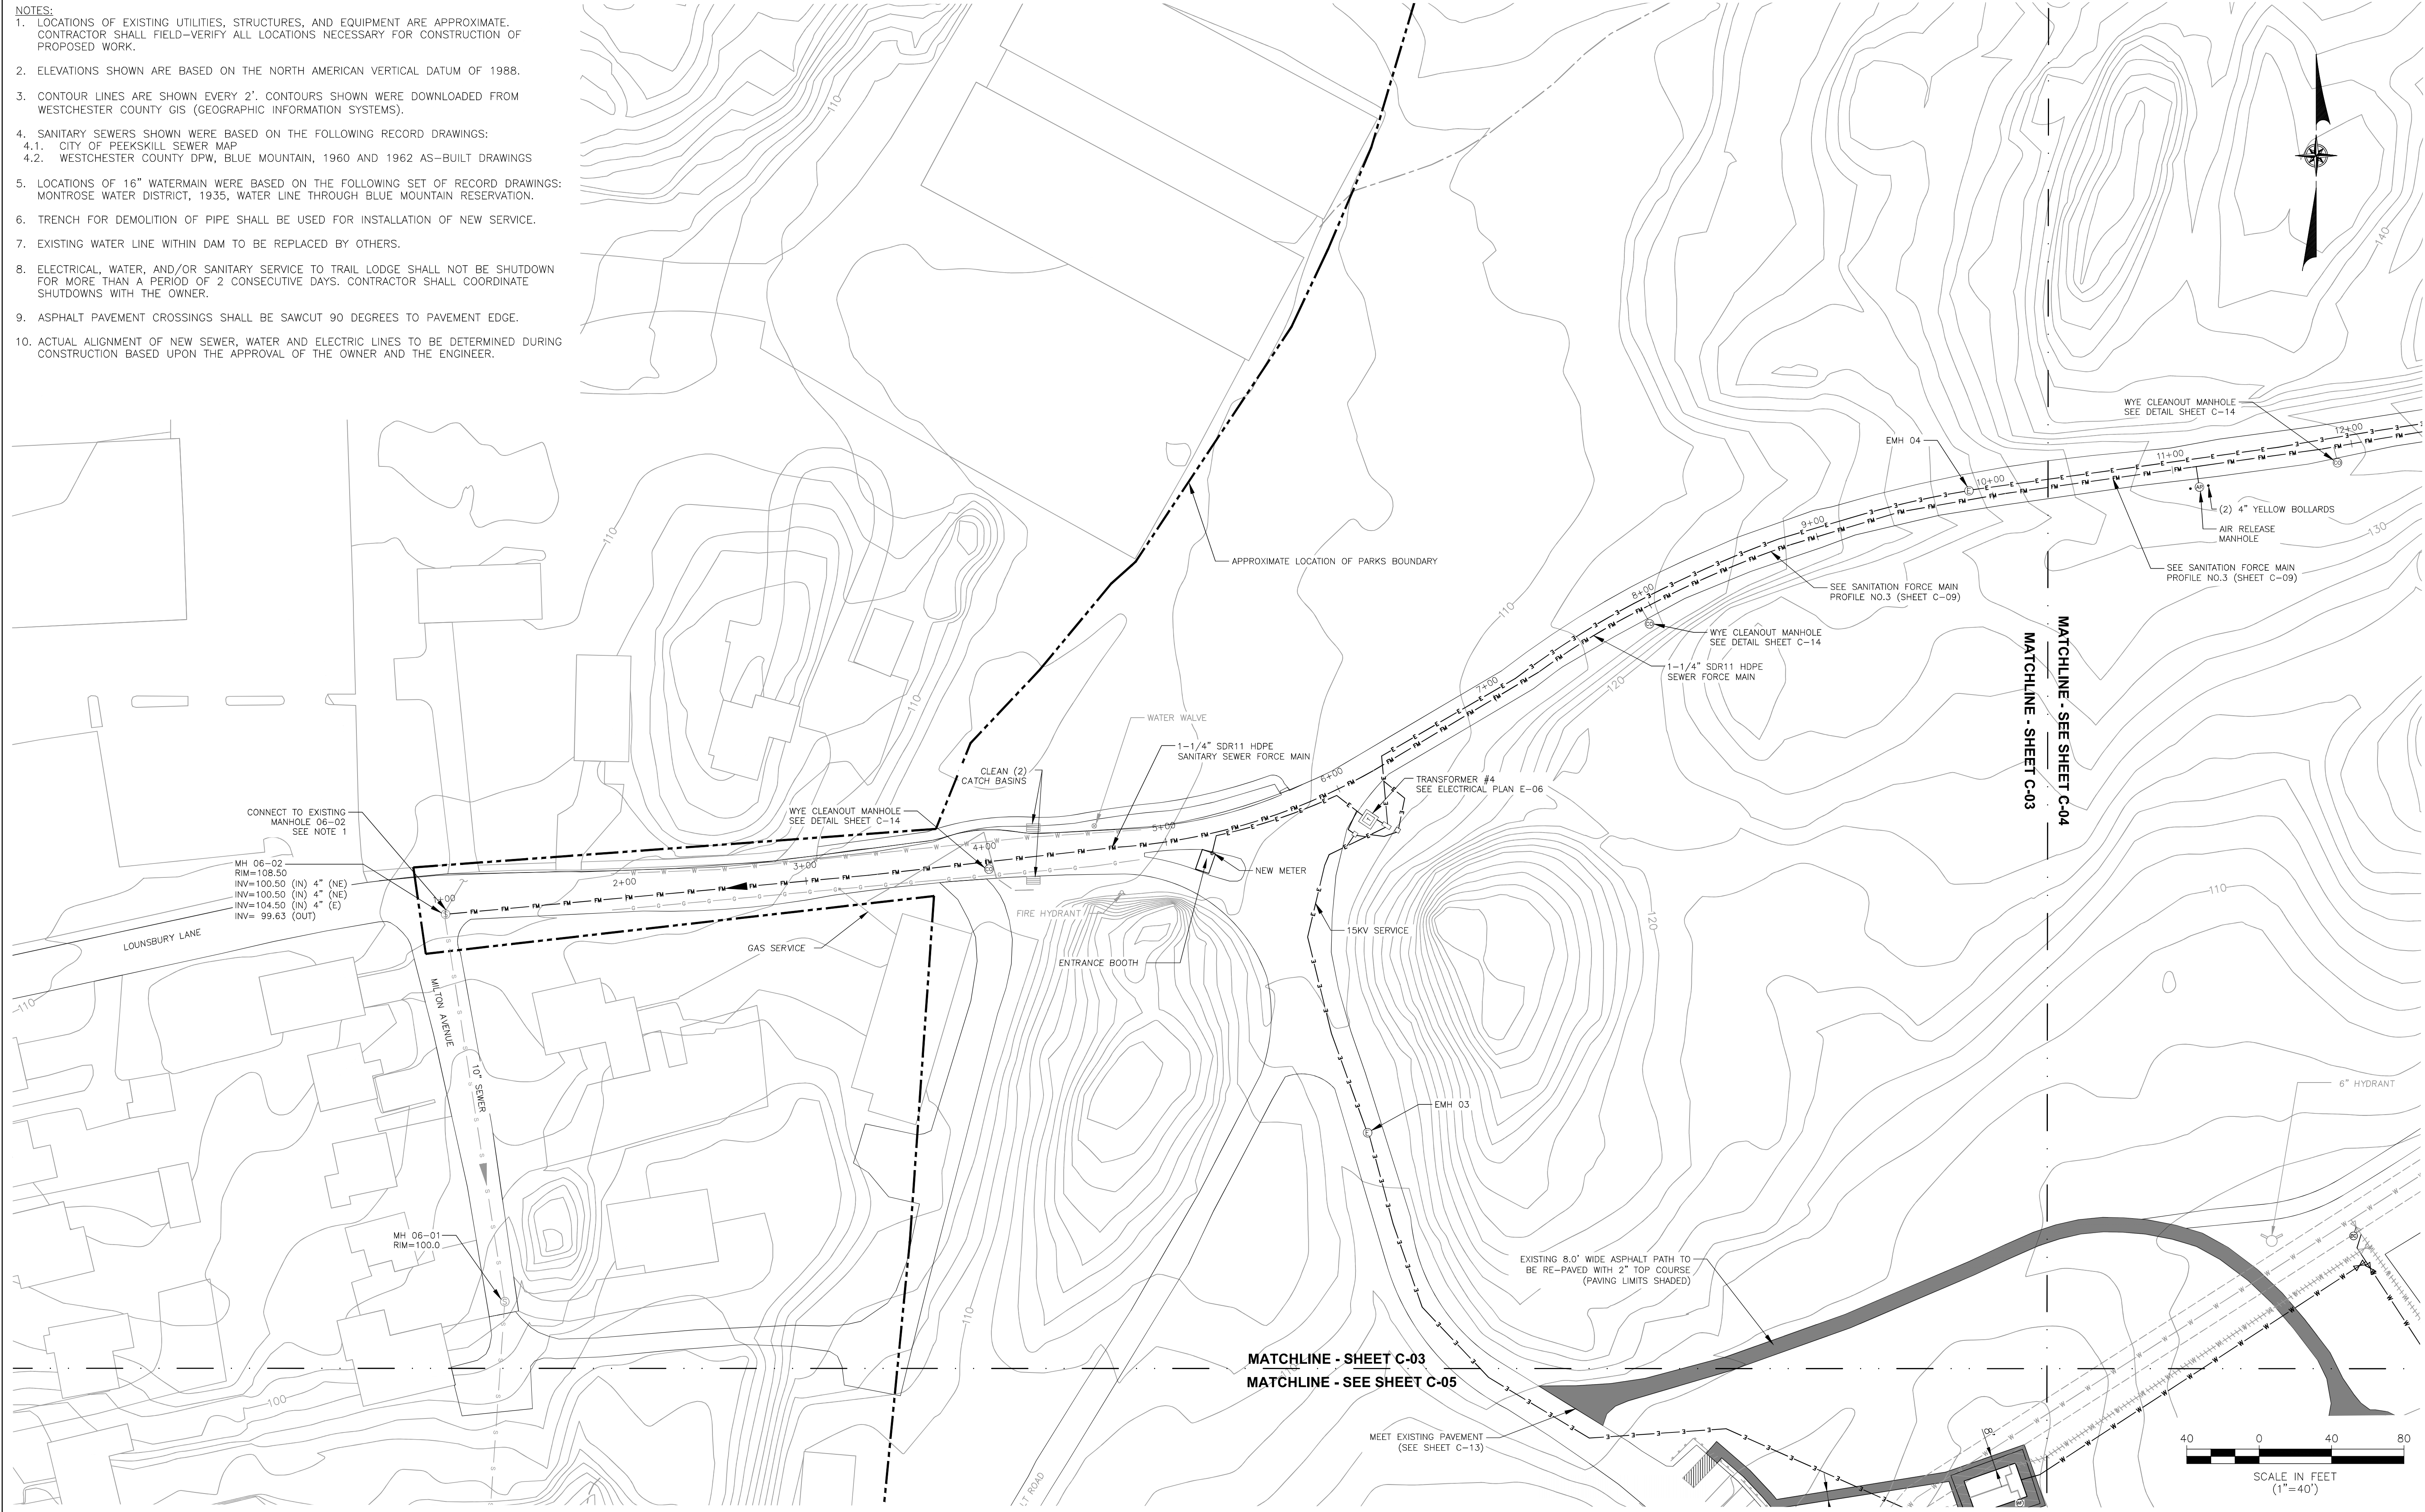 NOTES:
1. LOCATIONS OF EXISTING UTILITIES, STRUCTURES, AND EQUIPMENT ARE APPROXIMATE.
CONTRACTOR SHALL FIELD-VERIFY ALL LOCATIONS NECESSARY FOR CONSTRUCTION OF
PROPOSED WORK.
2. ELEVATIONS SHOWN ARE BASED ON THE NORTH AMERICAN VERTICAL DATUM OF 1988.
3. CONTOUR LINES ARE SHOWN EVERY 2'. CONTOURS SHOWN WERE DOWNLOADED FROM
WESTCHESTER COUNTY GIS (GEOGRAPHIC INFORMATION SYSTEMS).
4. SANITARY SEWERS SHOWN WERE BASED ON THE FOLLOWING RECORD DRAWINGS:
4.1. CITY OF PEEKSKILL SEWER MAP
4.2. WESTCHESTER COUNTY DPW, BLUE MOUNTAIN, 1960 AND 1962 AS-BUILT DRAWINGS
5. LOCATIONS OF 16" WATERMAIN WERE BASED ON THE FOLLOWING SET OF RECORD DRAWINGS:
MONTROSE WATER DISTRICT, 1935, WATER LINE THROUGH BLUE MOUNTAIN RESERVATION.
6. TRENCH FOR DEMOLITION OF PIPE SHALL BE USED FOR INSTALLATION OF NEW SERVICE.
7. EXISTING WATER LINE WITHIN DAM TO BE REPLACED BY OTHERS.
8. ELECTRICAL, WATER, AND/OR SANITARY SERVICE TO TRAIL LODGE SHALL NOT BE SHUTDOWN
FOR MORE THAN A PERIOD OF 2 CONSECUTIVE DAYS. CONTRACTOR SHALL COORDINATE
SHUTDOWNS WITH THE OWNER.
9. ASPHALT PAVEMENT CROSSINGS SHALL BE SAWCUT 90 DEGREES TO PAVEMENT EDGE.
10. ACTUAL ALIGNMENT OF NEW SEWER, WATER AND ELECTRIC LINES TO BE DETERMINED DURING
CONSTRUCTION BASED UPON THE APPROVAL OF THE OWNER AND THE ENGINEER.
110
140
WYE CLEANOUT MANHOLE
SEE DETAIL SHEET C-14
12+00
EMH 04
11+00
10+00
(2) 4" YELLOW BOLLARDS
AIR RELEASE
MANHOLE
130
SEE SANITATION FORCE MAIN
PROFILE NO.3 (SHEET C-09)
9+00
110
APPROXIMATE LOCATION OF PARKS BOUNDARY
SEE SANITATION FORCE MAIN
PROFILE NO.3 (SHEET C-09)
8+00
110
WYE CLEANOUT MANHOLE
SEE DETAIL SHEET C-14
1-1/4" SDR11 HDPE
SEWER FORCE MAIN
120
7+00
MATCHLINE - SHEET C-03
MATCHLINE - SEE SHEET C-04
110
WATER WALVE
1-1/4" SDR11 HDPE
SANITARY SEWER FORCE MAIN
CLEAN (2)
CATCH BASINS
6+00
TRANSFORMER #4
SEE ELECTRICAL PLAN E-06
WYE CLEANOUT MANHOLE
SEE DETAIL SHEET C-14
CONNECT TO EXISTING
MANHOLE 06-02
SEE NOTE 1
5+00
4+00
3+00
2+00
1+00
MH 06-02
RIM=108.50
INV=100.50 (IN) 4" (NE)
INV=100.50 (IN) 4" (NE)
INV=104.50 (IN) 4" (E)
INV= 99.63 (OUT)
NEW METER
FIRE HYDRANT
120
110
LOUNSBURY LANE
GAS SERVICE
15KV SERVICE
ENTRANCE BOOTH
110
MILTON AVENUE
10" SEWER
6" HYDRANT
EMH 03
MH 06-01
RIM=100.0
EXISTING 8.0' WIDE ASPHALT PATH TO
BE RE-PAVED WITH 2" TOP COURSE
(PAVING LIMITS SHADED)
110
MATCHLINE - SHEET C-03
MATCHLINE - SEE SHEET C-05
100
MEET EXISTING PAVEMENT
(SEE SHEET C-13)
LT ROAD
8'
40 0 40 80
SCALE IN FEET
(1"=40')